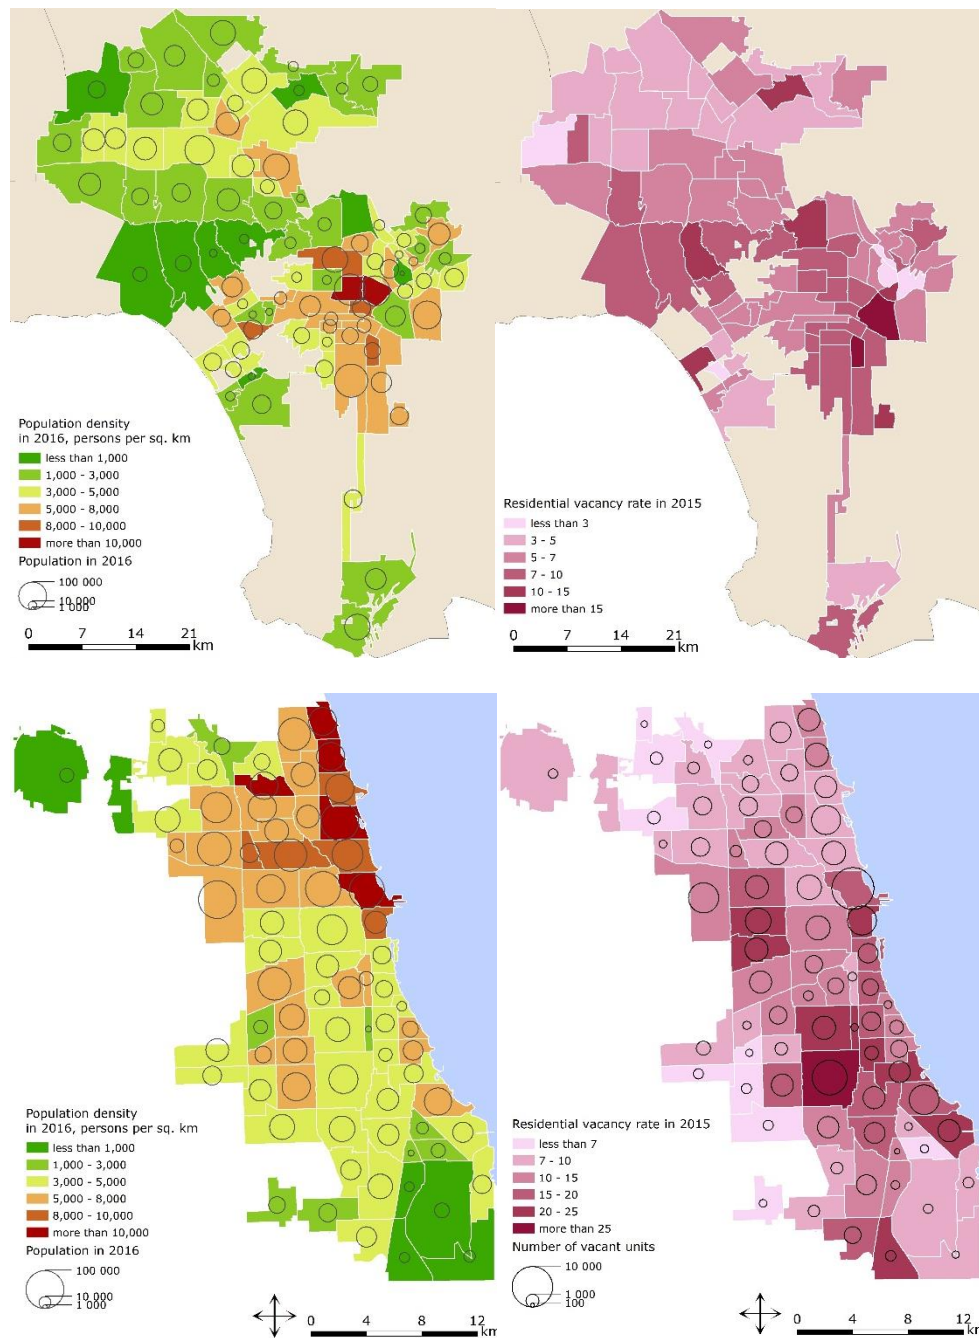 Population density
in 2016, persons per sq. km
less than 1,000
1,000 - 3,000
3,000 - 5,000
5,000 - 8,000
8,000 - 10,000
more than 10,000
Population in 2016
100 000
10 000
1 000
0 7 14 21
km
Residential vacancy rate in 2015
less than 3
3 - 5
5 - 7
7 - 10
10 - 15
more than 15
0 7 14 21
km
Population density
in 2016, persons per sq. km
less than 1,000
1,000 - 3,000
3,000 - 5,000
5,000 - 8,000
8,000 - 10,000
more than 10,000
Population in 2016
100 000
10 000
1 000
0 4 8 12
km
Residential vacancy rate in 2015
less than 7
7 - 10
10 - 15
15 - 20
20 - 25
more than 25
Number of vacant units
10 000
1 000
100
0 4 8 12
km